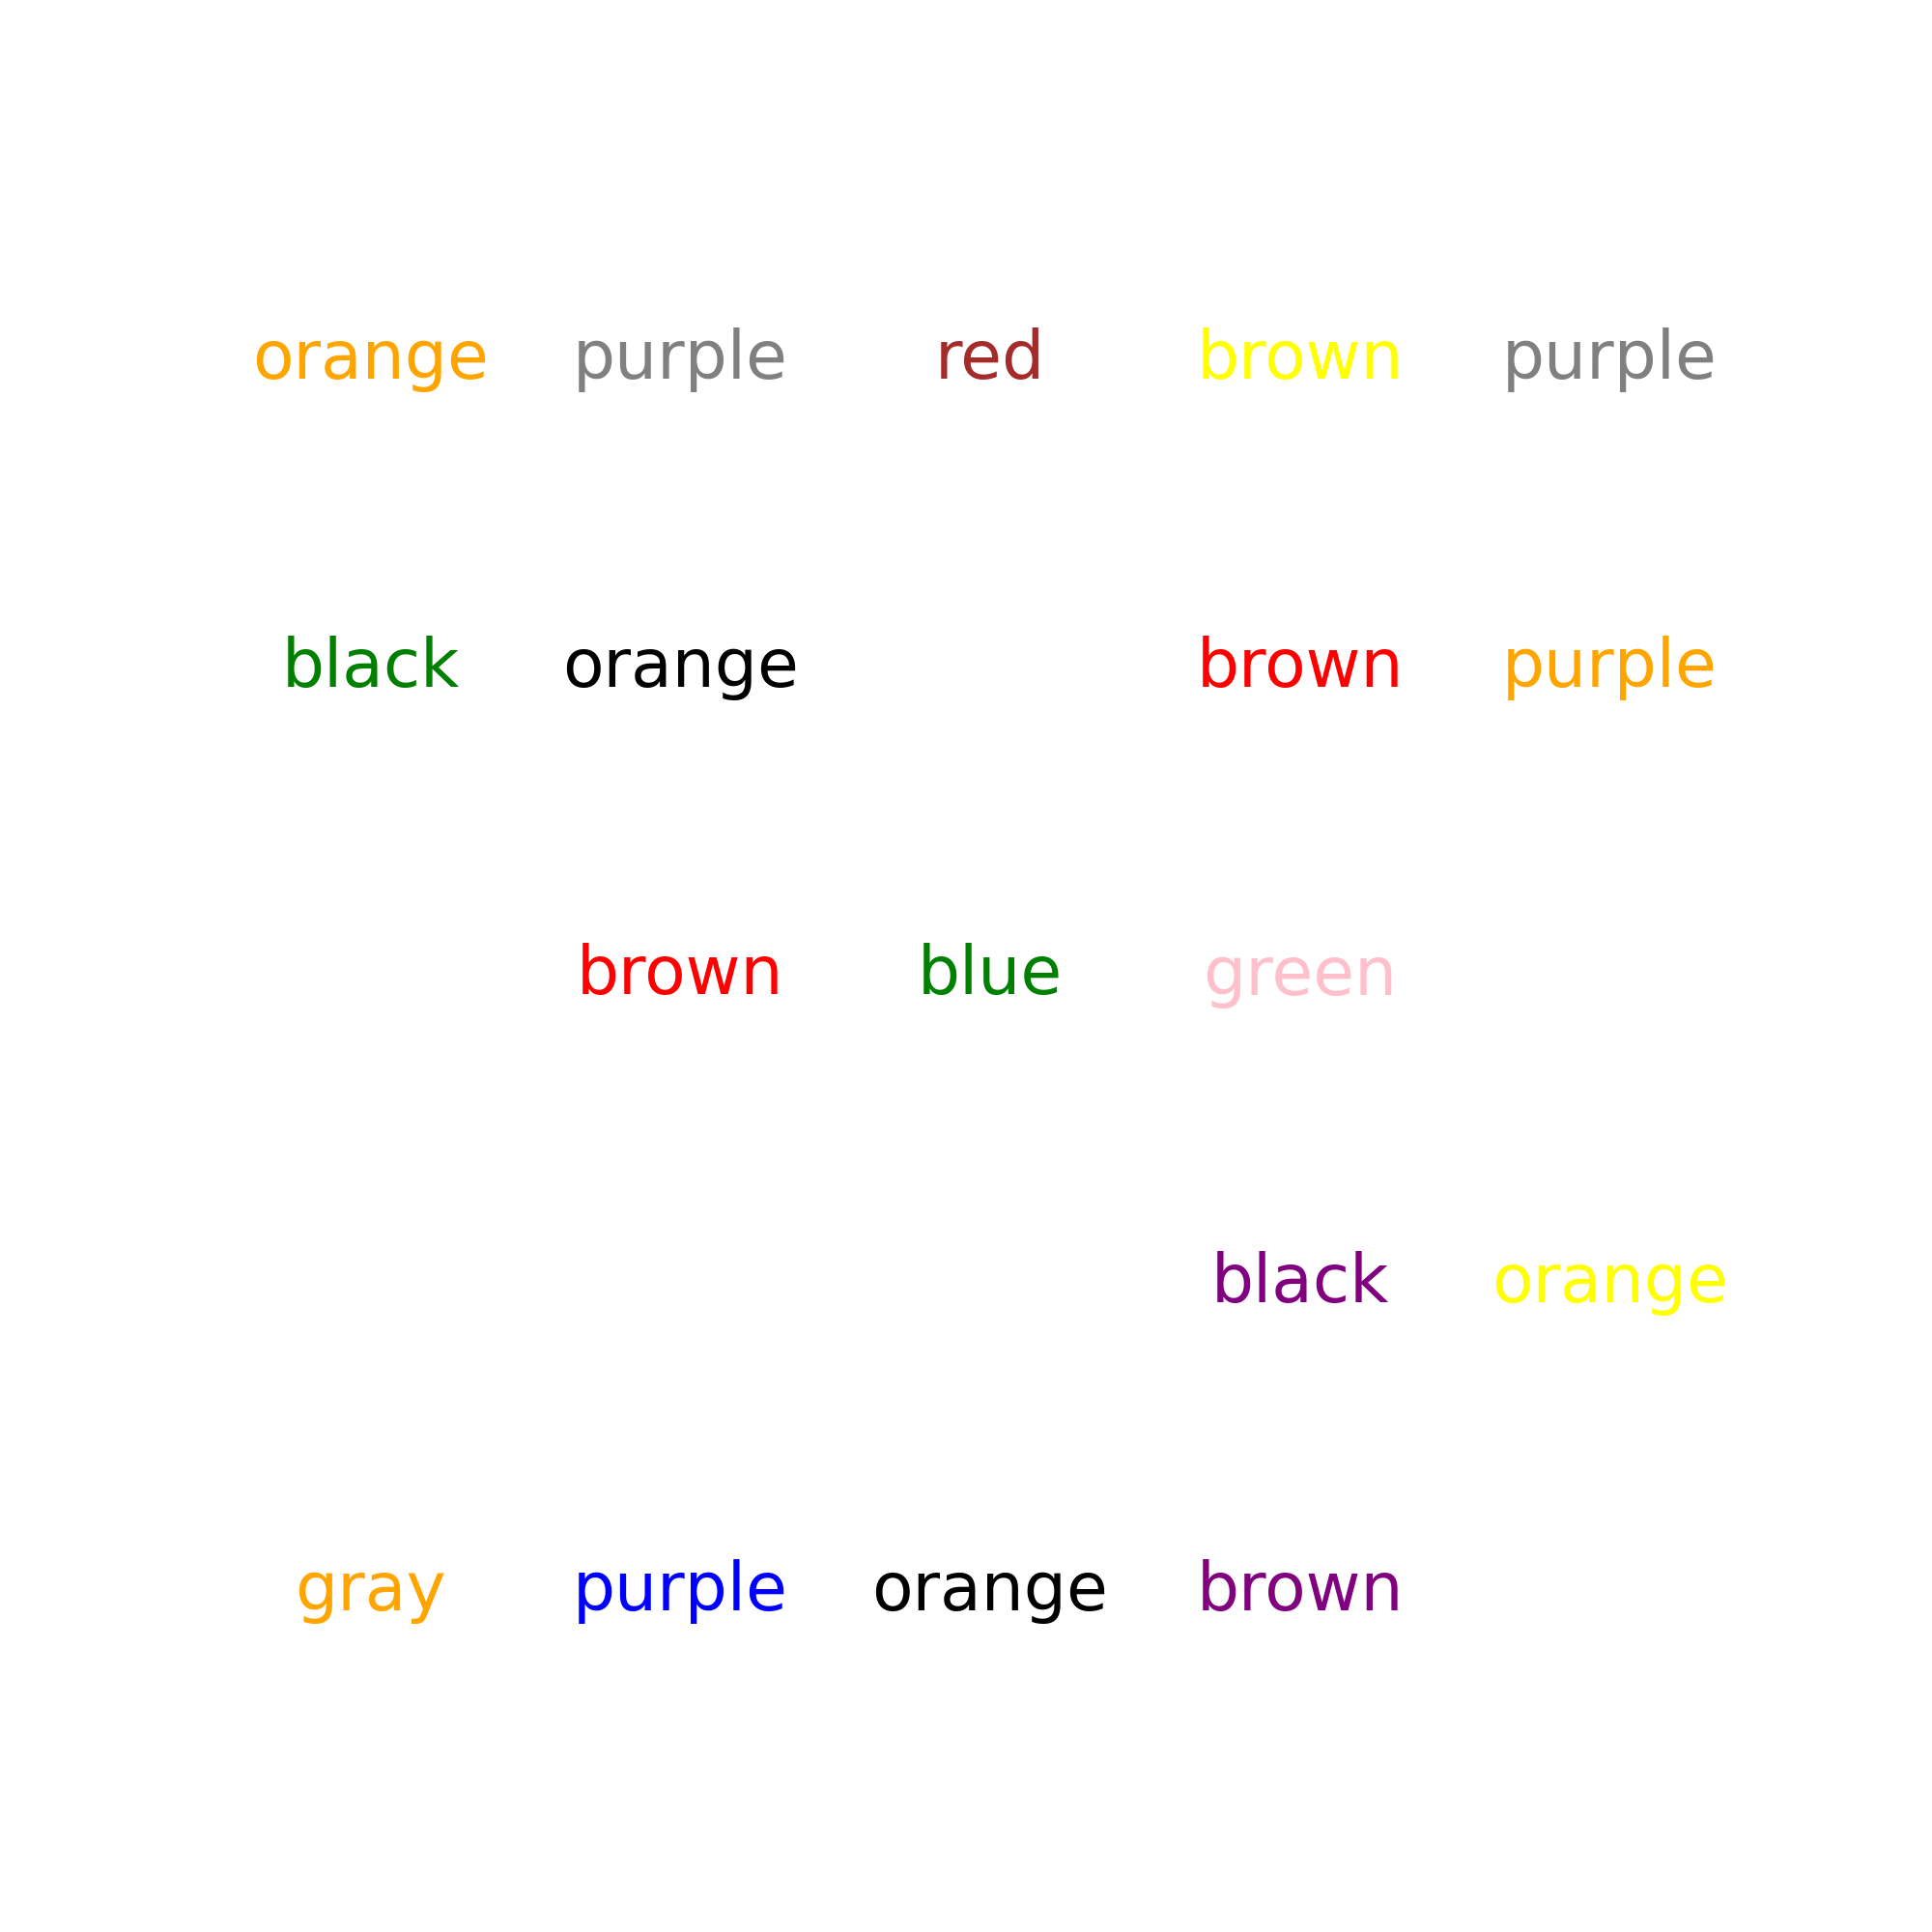 orange purple red brown purple
black orange brown purple
brown blue green
black orange
gray purple orange brown